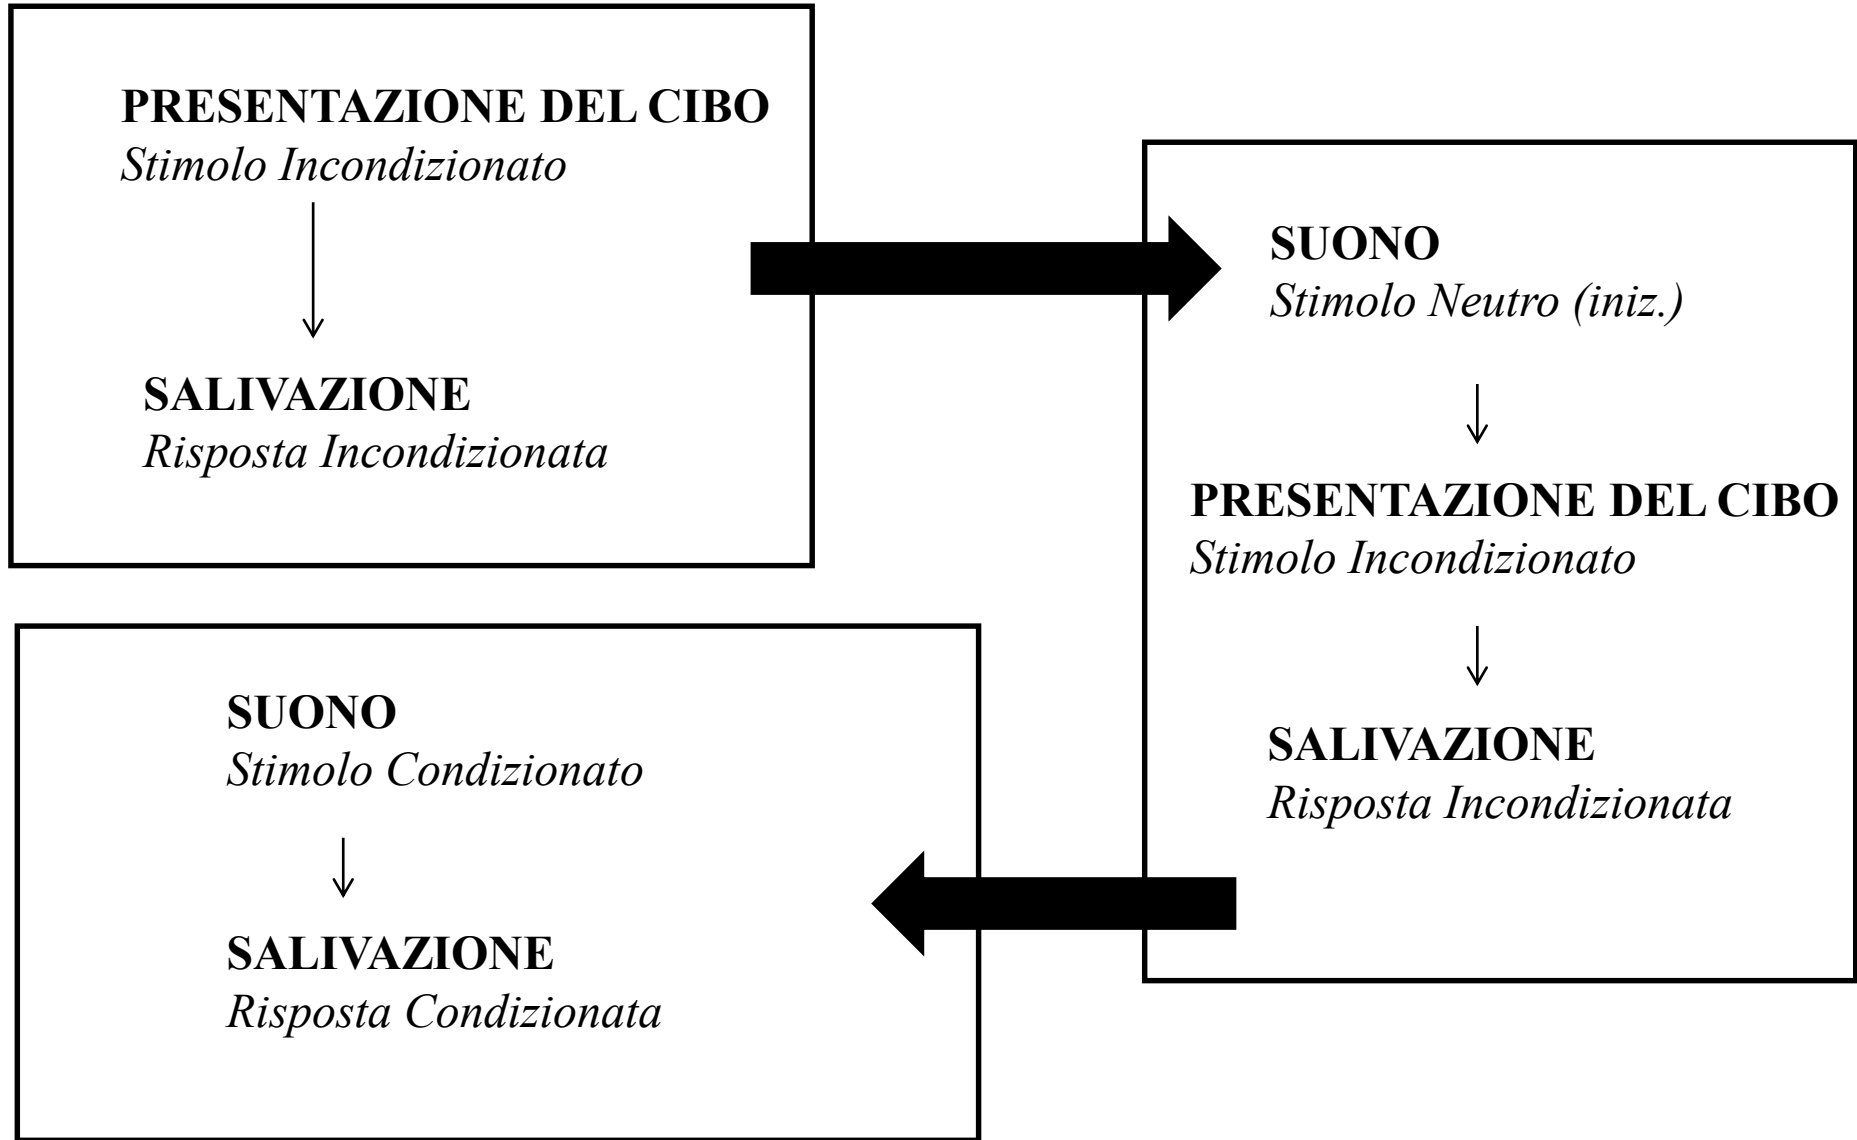 PRESENTAZIONE DEL CIBO
Stimolo Incondizionato
SALIVAZIONE
Risposta Incondizionata
SUONO
Stimolo Neutro (iniz.)
PRESENTAZIONE DEL CIBO
Stimolo Incondizionato
SALIVAZIONE
Risposta Incondizionata
SUONO
Stimolo Condizionato
SALIVAZIONE
Risposta Condizionata